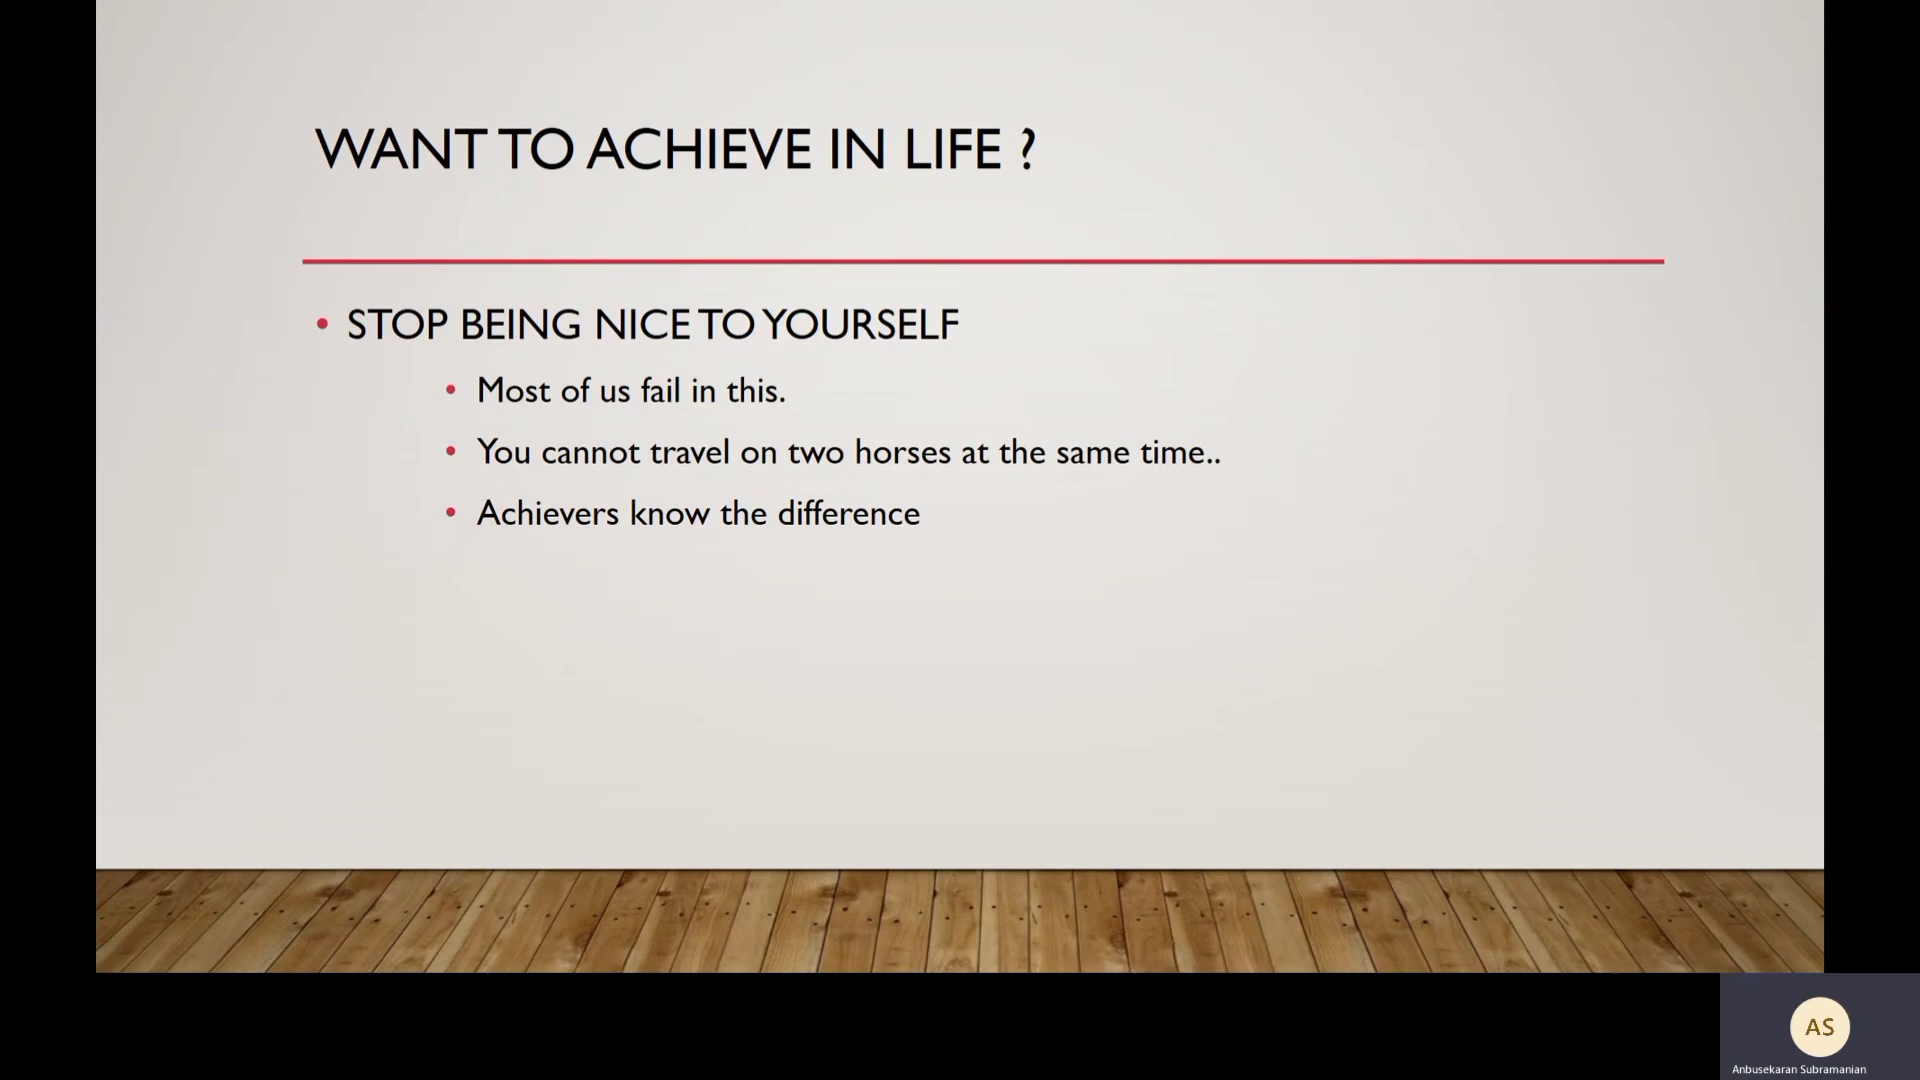 WANT TO ACHIEVE IN LIFE ?
• STOP BEING NICE TO YOURSELF
• Most of us fail in this.
• You cannot travel on two horses at the same time..
• Achievers know the difference
AS
Anbusekaran Subramanian